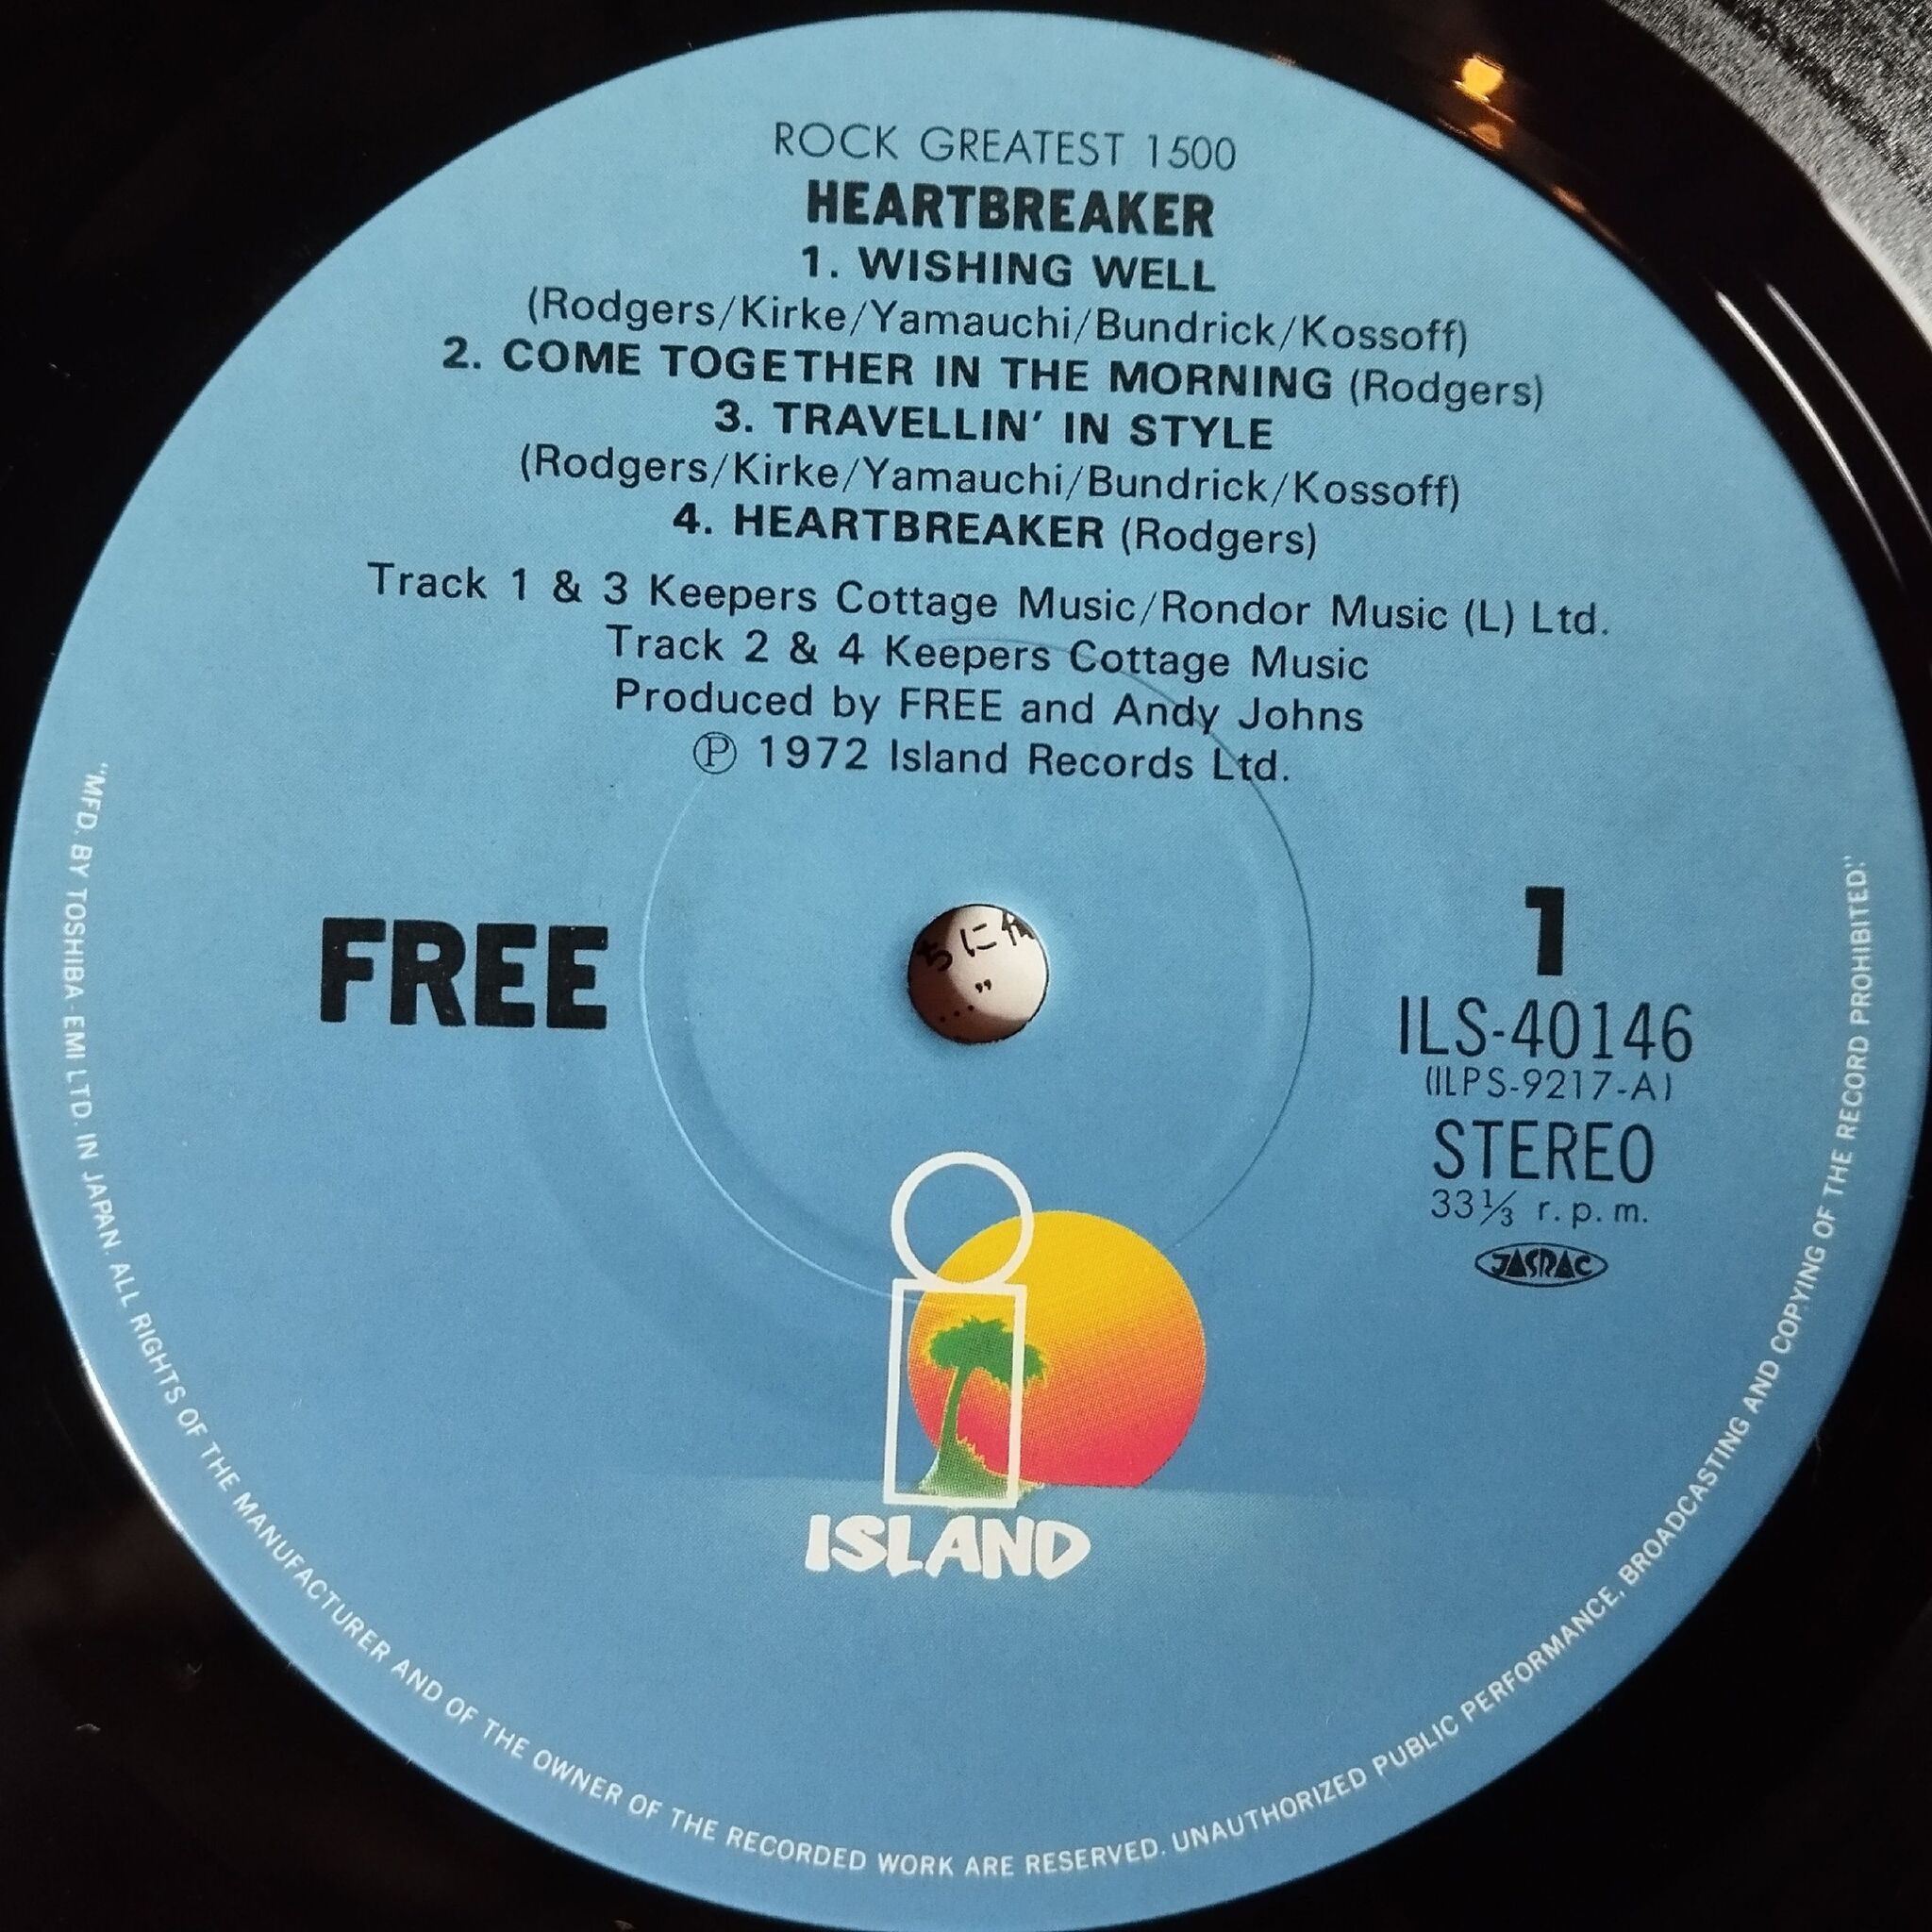 ROCK GREATEST 1500
HEARTBREAKER
1. WISHING WELL
(Rodgers/Kirke/Yamauchi/Bundrick/Kossoff)
2. COME TOGETHER IN THE MORNING (Rodgers)
3. TRAVELLIN' IN STYLE
(Rodgers/Kirke/Yamauchi/Bundrick/Kossoff)
4. HEARTBREAKER (Rodgers)
Track 1 & 3 Keepers Cottage Music/Rondor Music (L) Ltd.
Track 2 & 4 Keepers Cottage Music
Produced by FREE and Andy Johns
Ⓟ 1972 Island Records Ltd.
FREE
ちに
..."
1
ILS-40146
(ILPS-9217-A)
STEREO
33⅓ r.p.m.
JASRAC
i
ISLAND
"MFD. BY TOSHIBA-EMI LTD. IN JAPAN. ALL RIGHTS OF THE MANUFACTURER AND OF THE OWNER OF THE RECORDED WORK ARE RESERVED. UNAUTHORIZED PUBLIC PERFORMANCE, BROADCASTING AND COPYING OF THE RECORD PROHIBITED."